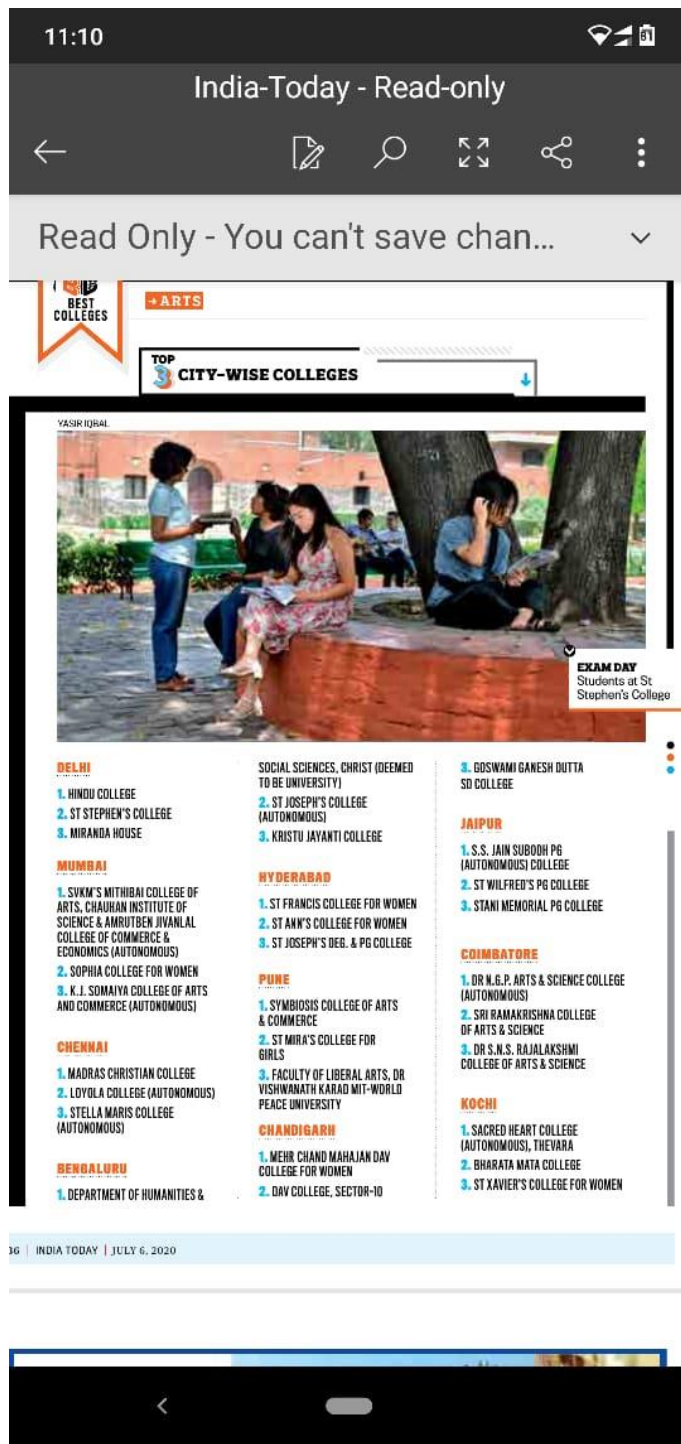 11:10
India-Today - Read-only
Read Only - You can't save chan...
BEST
COLLEGES
→ARTS
TOP
3 CITY-WISE COLLEGES
YASIR IQBAL
EXAM DAY
Students at St
Stephen's College
DELHI
1. HINDU COLLEGE
2. ST STEPHEN'S COLLEGE
3. MIRANDA HOUSE
MUMBAI
1. SVKM'S MITHIBAI COLLEGE OF
ARTS, CHAUHAN INSTITUTE OF
SCIENCE & AMRUTBEN JIVANLAL
COLLEGE OF COMMERCE &
ECONOMICS (AUTONOMOUS)
2. SOPHIA COLLEGE FOR WOMEN
3. K.J. SOMAIYA COLLEGE OF ARTS
AND COMMERCE (AUTONOMOUS)
CHENNAI
1. MADRAS CHRISTIAN COLLEGE
2. LOYOLA COLLEGE (AUTONOMOUS)
3. STELLA MARIS COLLEGE
(AUTONOMOUS)
BENGALURU
1. DEPARTMENT OF HUMANITIES &
SOCIAL SCIENCES, CHRIST (DEEMED
TO BE UNIVERSITY)
2. ST JOSEPH'S COLLEGE
(AUTONOMOUS)
3. KRISTU JAYANTI COLLEGE
HYDERABAD
1. ST FRANCIS COLLEGE FOR WOMEN
2. ST ANN'S COLLEGE FOR WOMEN
3. ST JOSEPH'S DEG. & PG COLLEGE
PUNE
1. SYMBIOSIS COLLEGE OF ARTS
& COMMERCE
2. ST MIRA'S COLLEGE FOR
GIRLS
3. FACULTY OF LIBERAL ARTS, DR
VISHWANATH KARAD MIT-WORLD
PEACE UNIVERSITY
CHANDIGARH
1. MEHR CHAND MAHAJAN DAV
COLLEGE FOR WOMEN
2. DAV COLLEGE, SECTOR-10
3. GOSWAMI GANESH DUTTA
SD COLLEGE
JAIPUR
1. S.S. JAIN SUBODH PG
(AUTONOMOUS) COLLEGE
2. ST WILFRED'S PG COLLEGE
3. STANI MEMORIAL PG COLLEGE
COIMBATORE
1. DR N.G.P. ARTS & SCIENCE COLLEGE
(AUTONOMOUS)
2. SRI RAMAKRISHNA COLLEGE
OF ARTS & SCIENCE
3. DR S.N.S. RAJALAKSHMI
COLLEGE OF ARTS & SCIENCE
KOCHI
1. SACRED HEART COLLEGE
(AUTONOMOUS), THEVARA
2. BHARATA MATA COLLEGE
3. ST XAVIER'S COLLEGE FOR WOMEN
36 | INDIA TODAY | JULY 6, 2020